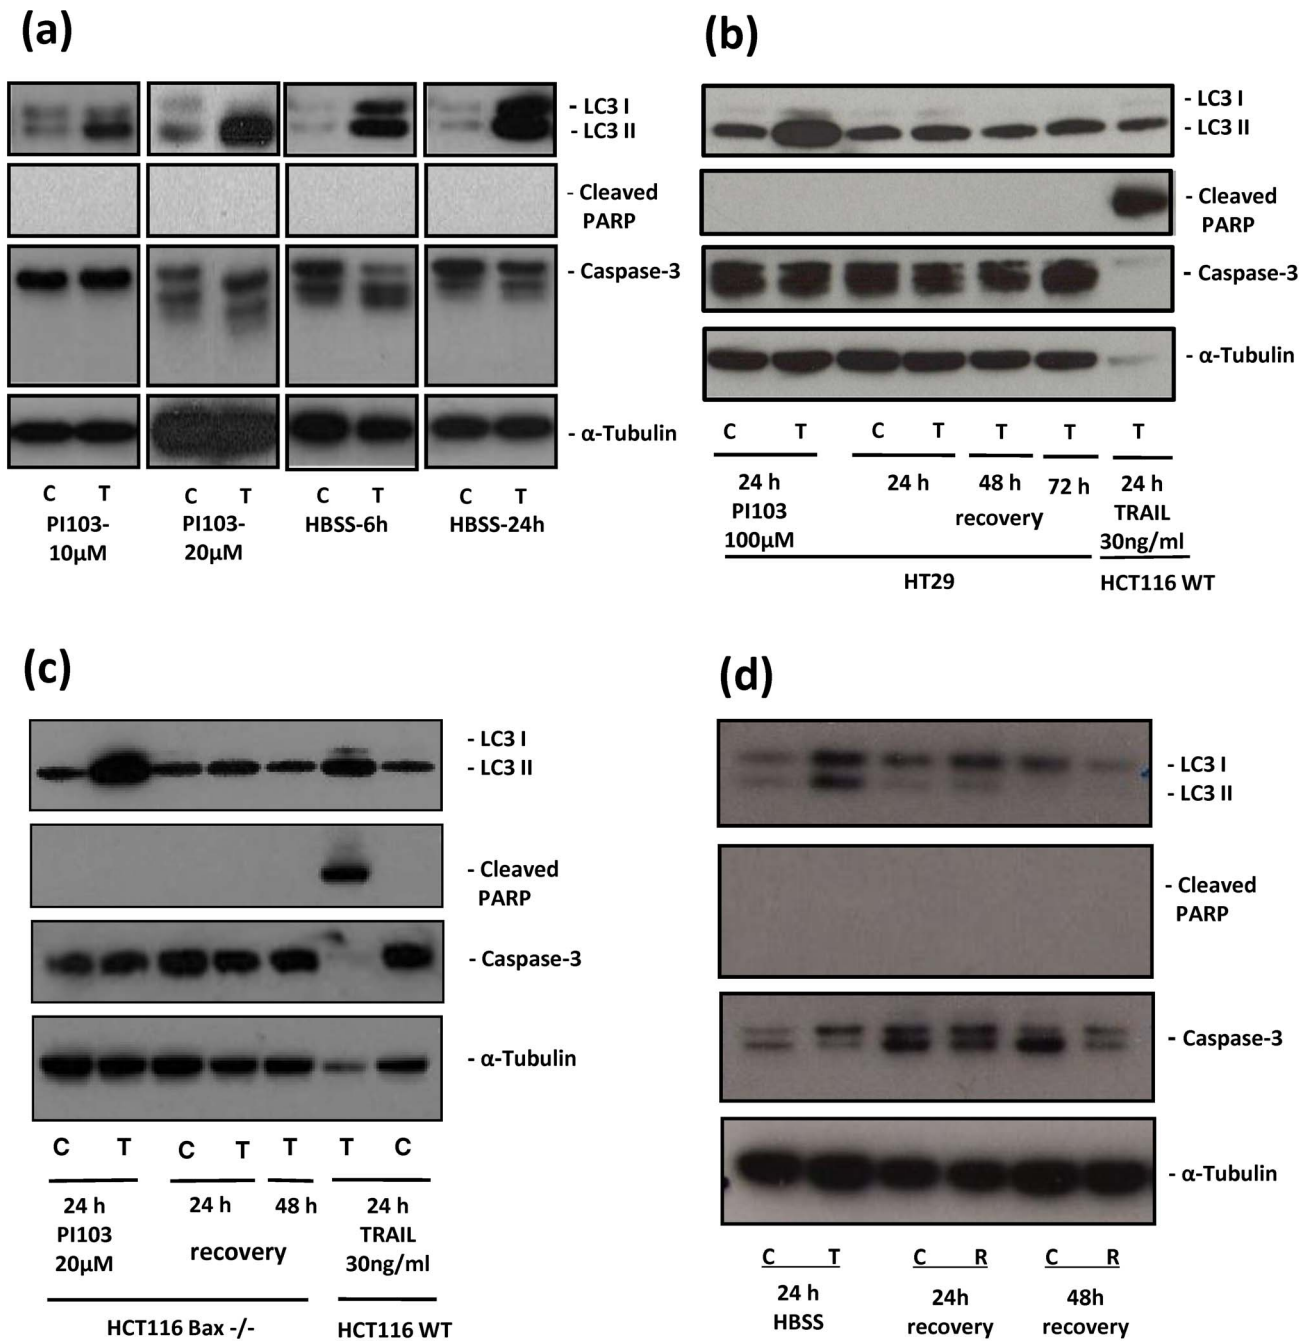 (a)
- LC3 I
- LC3 II
- Cleaved
PARP
- Caspase-3
- α-Tubulin
C T C T C T C T
PI103-
10µM
PI103-
20µM
HBSS-6h
HBSS-24h
(b)
- LC3 I
- LC3 II
- Cleaved
PARP
- Caspase-3
- α-Tubulin
C T C T T T T
24 h
PI103
100µM
24 h
48 h
72 h
recovery
24 h
TRAIL
30ng/ml
HT29
HCT116 WT
(c)
- LC3 I
- LC3 II
- Cleaved
PARP
- Caspase-3
- α-Tubulin
C T C T T T C
24 h
PI103
20µM
24 h
48 h
recovery
24 h
TRAIL
30ng/ml
HCT116 Bax -/-
HCT116 WT
(d)
- LC3 I
- LC3 II
- Cleaved
PARP
- Caspase-3
- α-Tubulin
C T C R C R
24 h
HBSS
24h
recovery
48h
recovery